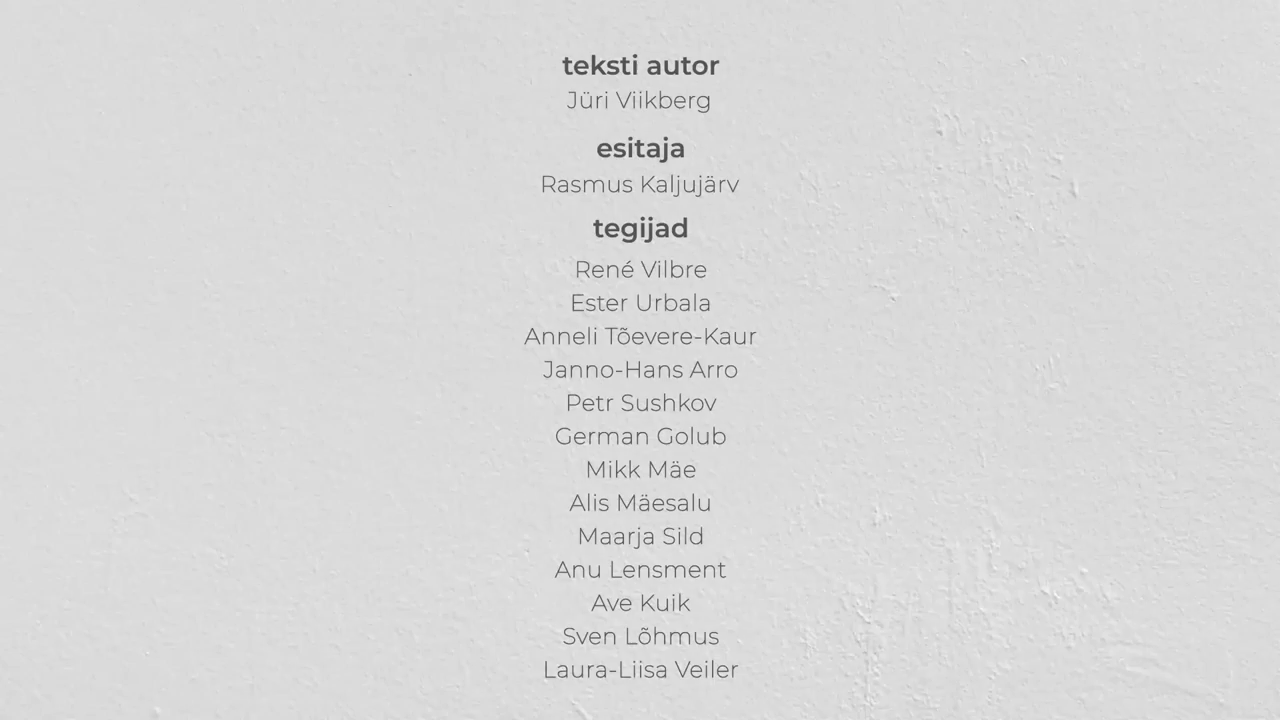 teksti autor
Jüri Viikberg
esitaja
Rasmus Kaljujärv
tegijad
René Vilbre
Ester Urbala
Anneli Tõevere-Kaur
Janno-Hans Arro
Petr Sushkov
German Golub
Mikk Mäe
Alis Mäesalu
Maarja Sild
Anu Lensment
Ave Kuik
Sven Lõhmus
Laura-Liisa Veiler